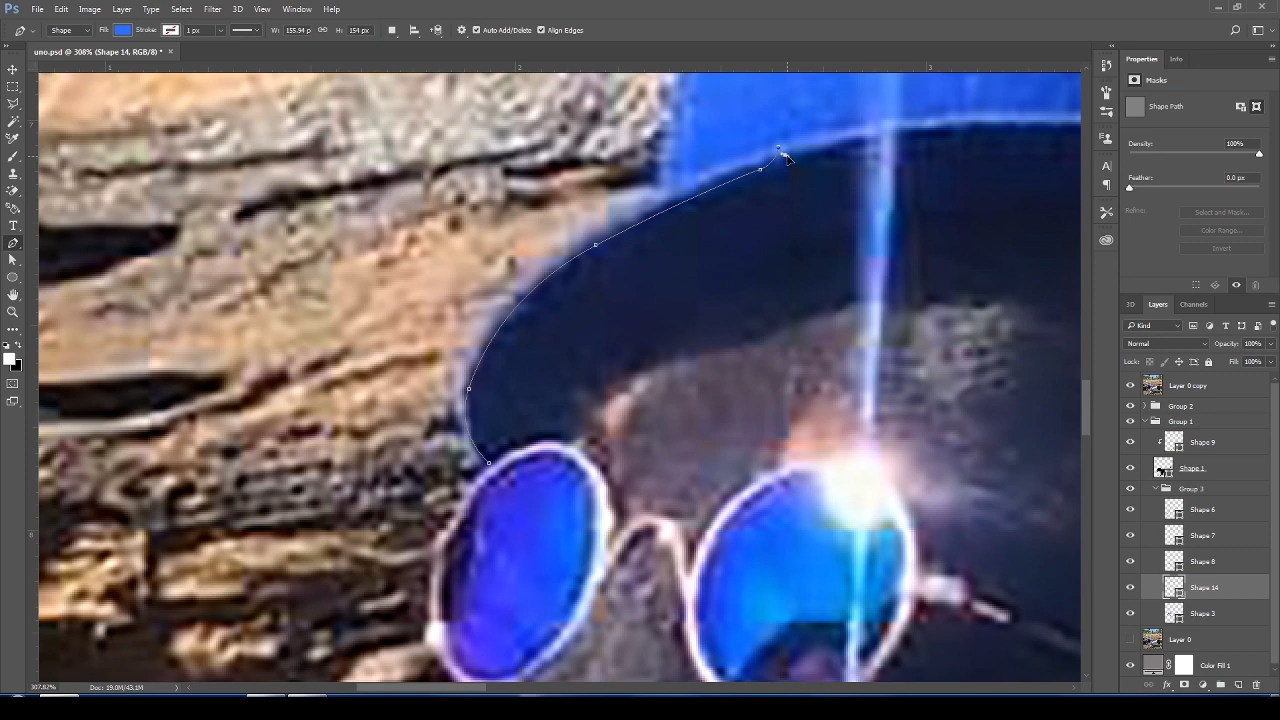 Ps File Edit Image Layer Type Select Filter 3D View Window Help
Shape Fill: Stroke: 1 px W: 155.94 p H: 154 px Auto Add/Delete Align Edges
uno.psd @ 308% (Shape 14, RGB/8) * ×
1 2 3
7
8
Properties Info
Masks
Shape Path
Density: 100%
Feather: 0.0 px
Refine: Select and Mask...
Color Range...
Invert
3D Layers Channels
Kind
Normal Opacity: 100%
Lock: Fill: 100%
Layer 0 copy
Group 2
Group 1
Shape 9
Shape 1
Group 3
Shape 6
Shape 7
Shape 8
Shape 14
Shape 3
Layer 0
Color Fill 1
307.82% Doc: 19.0M/43.1M